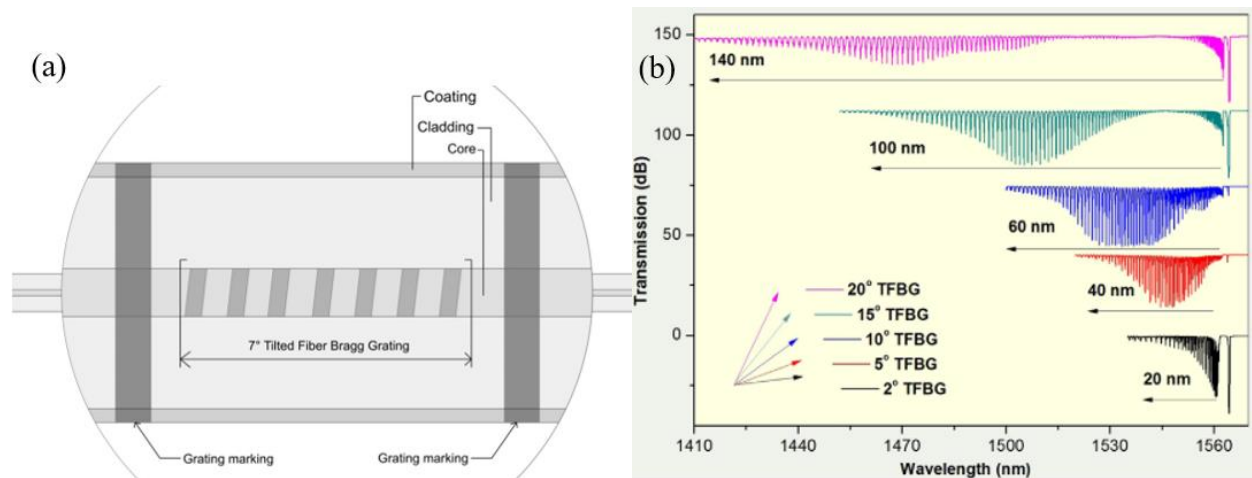 (a)
Coating
Cladding
Core
7° Tilted Fiber Bragg Grating
Grating marking
Grating marking
(b)
150
100
50
0
Transmission (dB)
140 nm
100 nm
60 nm
40 nm
20 nm
20° TFBG
15° TFBG
10° TFBG
5° TFBG
2° TFBG
1410 1440 1470 1500 1530 1560
Wavelength (nm)